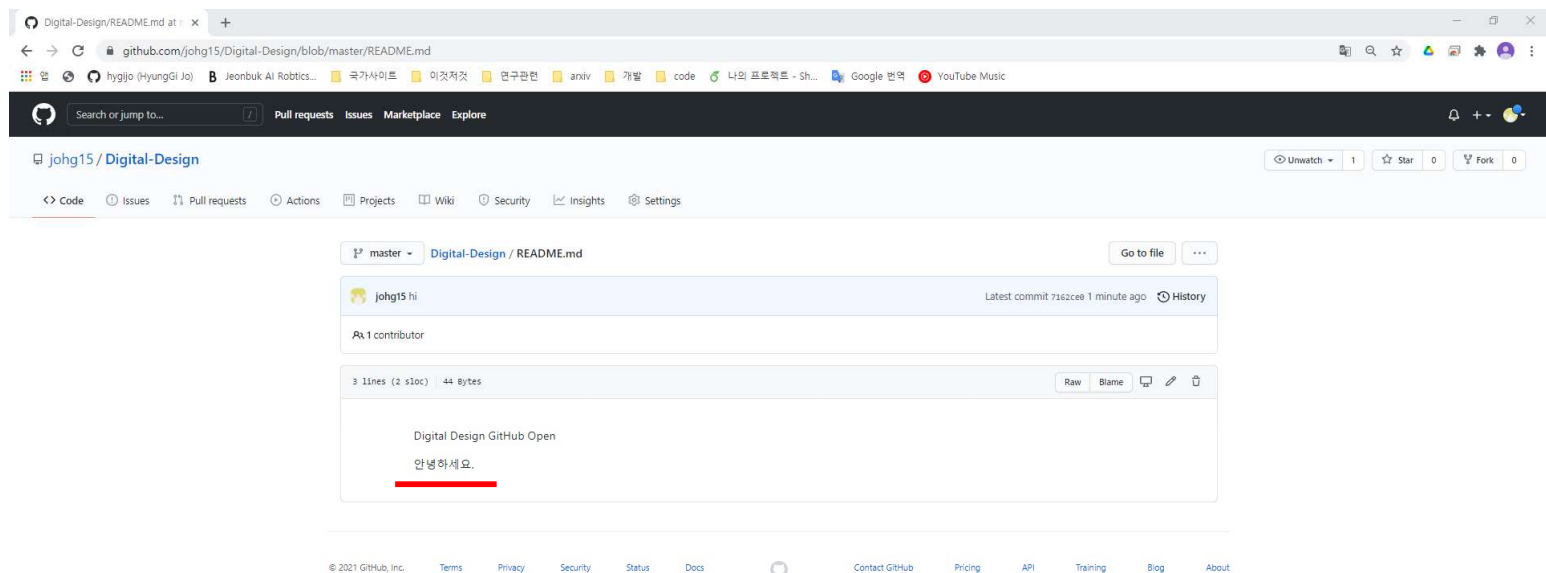 Digital-Design/README.md at
github.com/johg15/Digital-Design/blob/master/README.md
앱 hygijo (HyungGi Jo) Jeonbuk AI Robtics... 국가사이트 이것저것 연구관련 arxiv 개발 code 나의 프로젝트 - Sh... Google 번역 YouTube Music
Search or jump to... / Pull requests Issues Marketplace Explore
johg15 / Digital-Design Unwatch 1 Star 0 Fork 0
<> Code Issues Pull requests Actions Projects Wiki Security Insights Settings
master Digital-Design / README.md Go to file ...
johg15 hi Latest commit 7162ce0 1 minute ago History
1 contributor
3 lines (2 sloc) 44 Bytes Raw Blame
Digital Design GitHub Open
안녕하세요.
© 2021 GitHub, Inc. Terms Privacy Security Status Docs Contact GitHub Pricing API Training Blog About